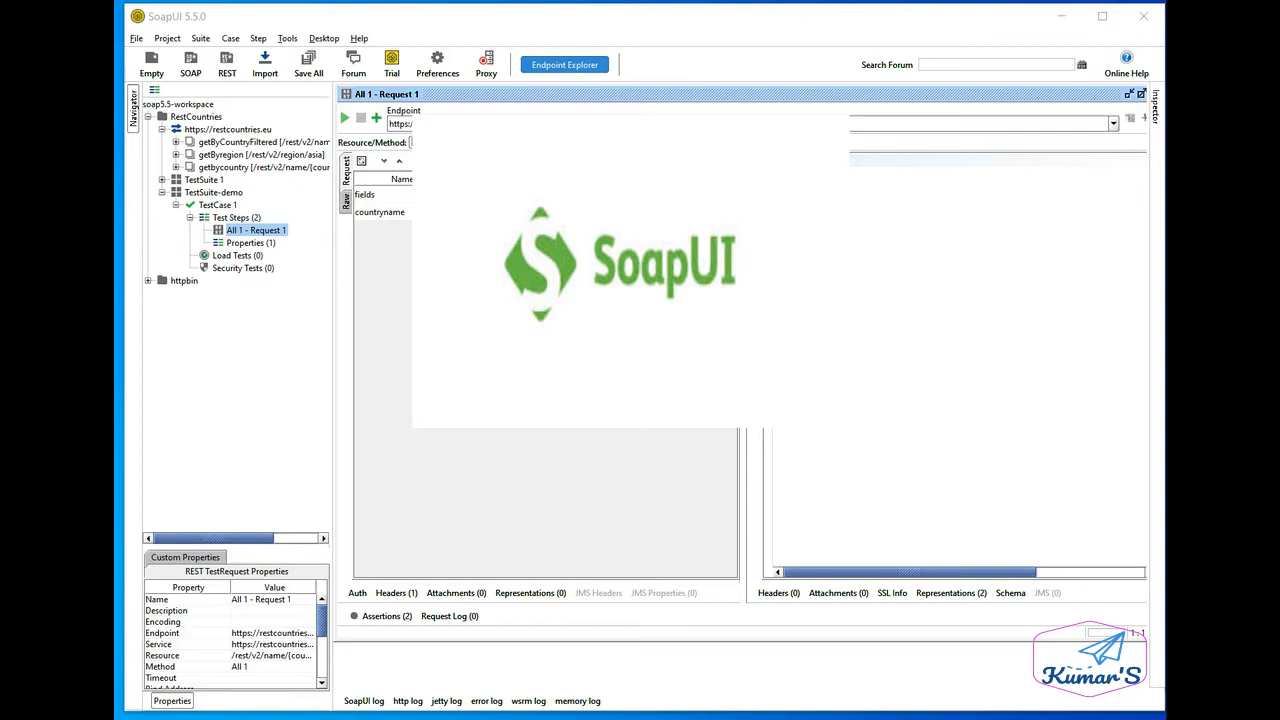 SoapUI 5.5.0
File Project Suite Case Step Tools Desktop Help
Empty SOAP REST Import Save All Forum Trial Preferences Proxy Endpoint Explorer Search Forum Online Help
Navigator
soap5.5-workspace
RestCountries
https://restcountries.eu
getByCountryFiltered [/rest/v2/nam
getByregion [/rest/v2/region/asia]
getbycountry [/rest/v2/name/{cour
TestSuite 1
TestSuite-demo
TestCase 1
Test Steps (2)
All 1 - Request 1
Properties (1)
Load Tests (0)
Security Tests (0)
httpbin
Custom Properties
REST TestRequest Properties
Property Value
Name All 1 - Request 1
Description
Encoding
Endpoint https://restcountries...
Service https://restcountries...
Resource /rest/v2/name/{cou...
Method All 1
Timeout
Properties
All 1 - Request 1
Endpoint
https:/
Resource/Method:
Request
Raw
Name
fields
countryname
SoapUI
Auth Headers (1) Attachments (0) Representations (0) JMS Headers JMS Properties (0)
Headers (0) Attachments (0) SSL Info Representations (2) Schema JMS (0)
Assertions (2) Request Log (0)
1:1
SoapUI log http log jetty log error log wsrm log memory log
Inspector
Kumar'S